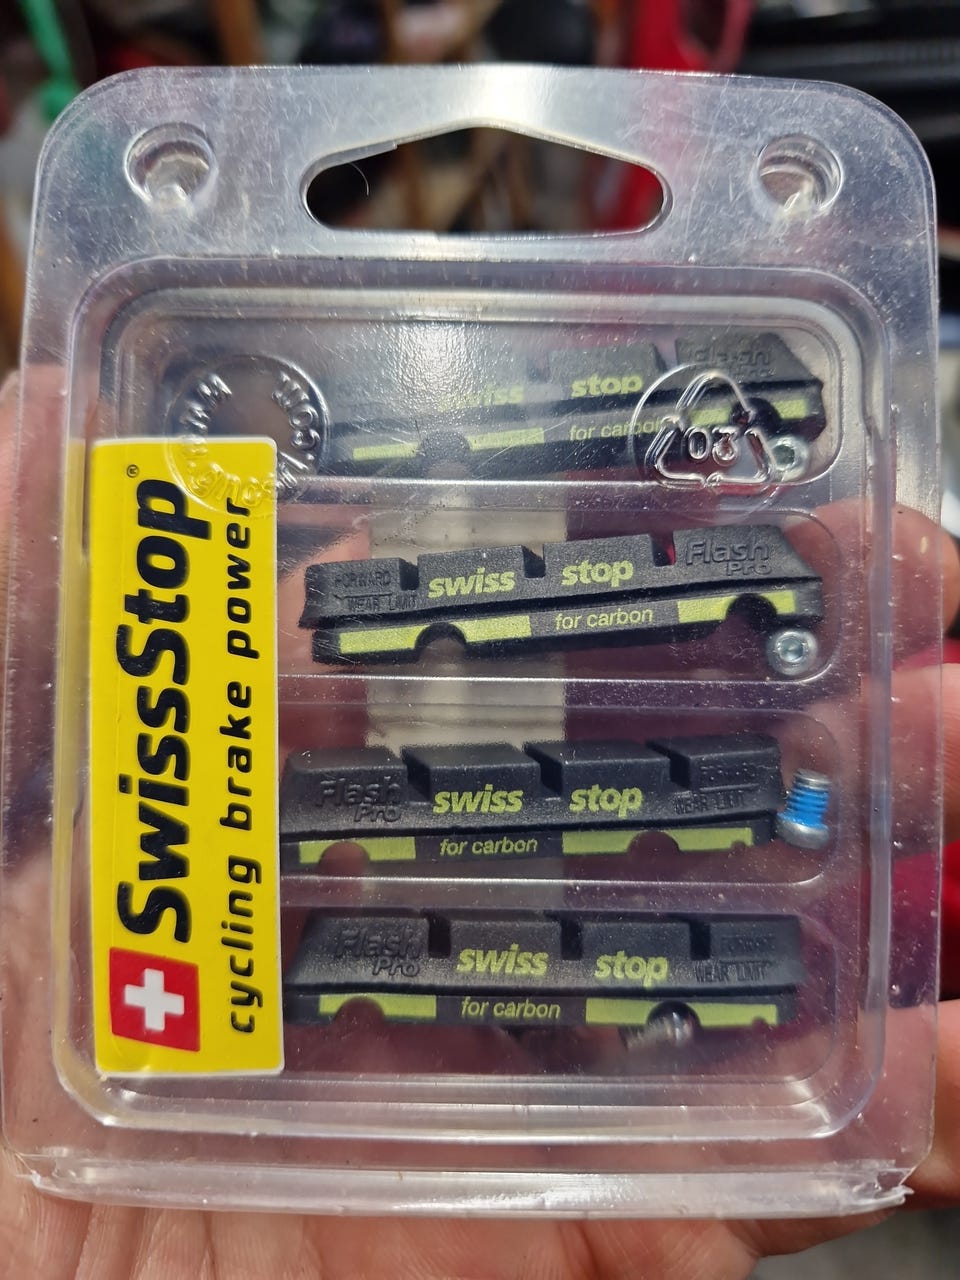 SwissStop®
cycling brake power
Flash
swiss stop
for carbon
03
FORWARD
WEAR LIMIT
swiss stop
Flash
Pro
for carbon
Flash
Pro
swiss stop
FORWARD
WEAR LIMIT
for carbon
Flash
Pro
swiss stop
FORWARD
WEAR LIMIT
for carbon